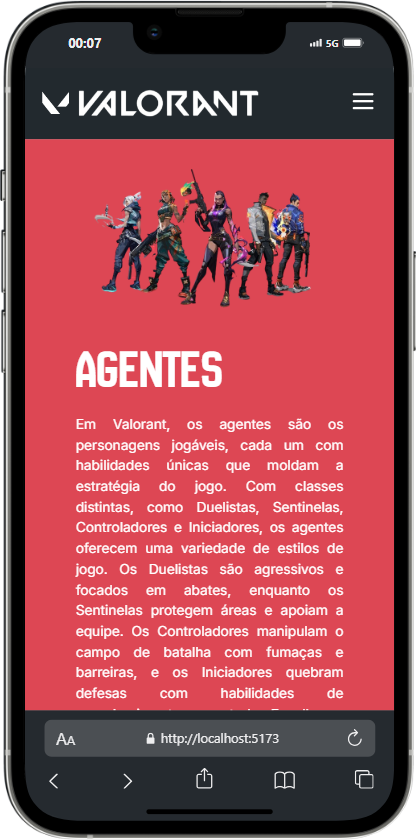 00:07
5G
VALORANT
AGENTES
Em Valorant, os agentes são os
personagens jogáveis, cada um com
habilidades únicas que moldam a
estratégia do jogo. Com classes
distintas, como Duelistas, Sentinelas,
Controladores e Iniciadores, os agentes
oferecem uma variedade de estilos de
jogo. Os Duelistas são agressivos e
focados em abates, enquanto os
Sentinelas protegem áreas e apoiam a
equipe. Os Controladores manipulam o
campo de batalha com fumaças e
barreiras, e os Iniciadores quebram
defesas com habilidades de
AA
http://localhost:5173